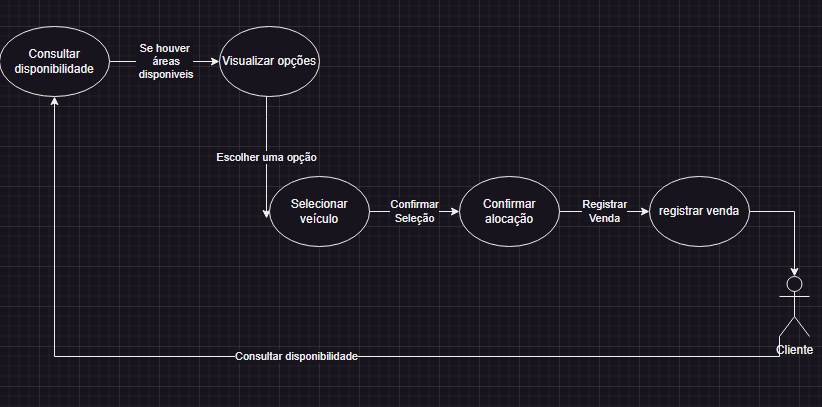 Consultar
disponibilidade
Se houver
áreas
disponiveis
Visualizar opções
Escolher uma opção
Selecionar
veículo
Confirmar
Seleção
Confirmar
alocação
Registrar
Venda
registrar venda
Cliente
Consultar disponibilidade